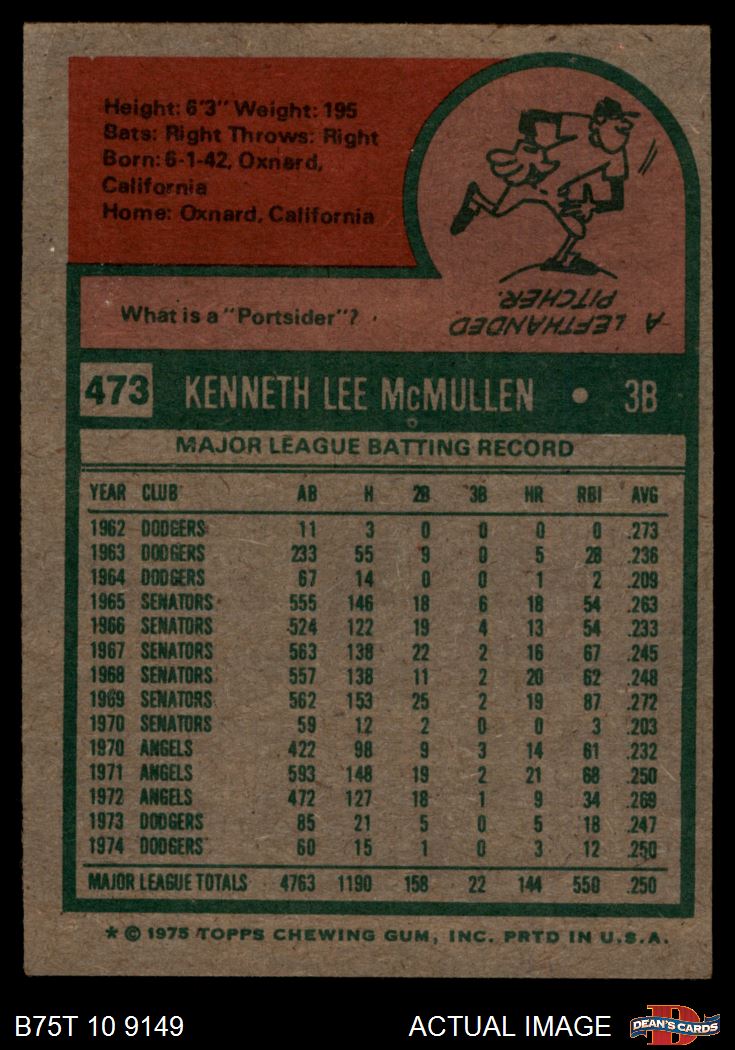 Height: 6'3" Weight: 195
Bats: Right Throws: Right
Born: 6-1-42, Oxnard,
California
Home: Oxnard, California
What is a "Portsider"?
A LEFTHANDED
PITCHER.
473 KENNETH LEE McMULLEN • 3B
MAJOR LEAGUE BATTING RECORD
YEAR CLUB AB H 2B 3B HR RBI AVG
1962 DODGERS 11 3 0 0 0 0 .273
1963 DODGERS 233 55 9 0 5 28 .236
1964 DODGERS 67 14 0 0 1 2 .209
1965 SENATORS 555 146 18 6 18 54 .263
1966 SENATORS 524 122 19 4 13 54 .233
1967 SENATORS 563 138 22 2 16 67 .245
1968 SENATORS 557 138 11 2 20 62 .248
1969 SENATORS 562 153 25 2 19 87 .272
1970 SENATORS 59 12 2 0 0 3 .203
1970 ANGELS 422 98 9 3 14 61 .232
1971 ANGELS 593 148 19 2 21 68 .250
1972 ANGELS 472 127 18 1 9 34 .269
1973 DODGERS 85 21 5 0 5 18 .247
1974 DODGERS 60 15 1 0 3 12 .250
MAJOR LEAGUE TOTALS 4763 1190 158 22 144 550 .250
* © 1975 TOPPS CHEWING GUM, INC. PRTD IN U.S.A.
B75T 10 9149 ACTUAL IMAGE
D
DEAN'S CARDS